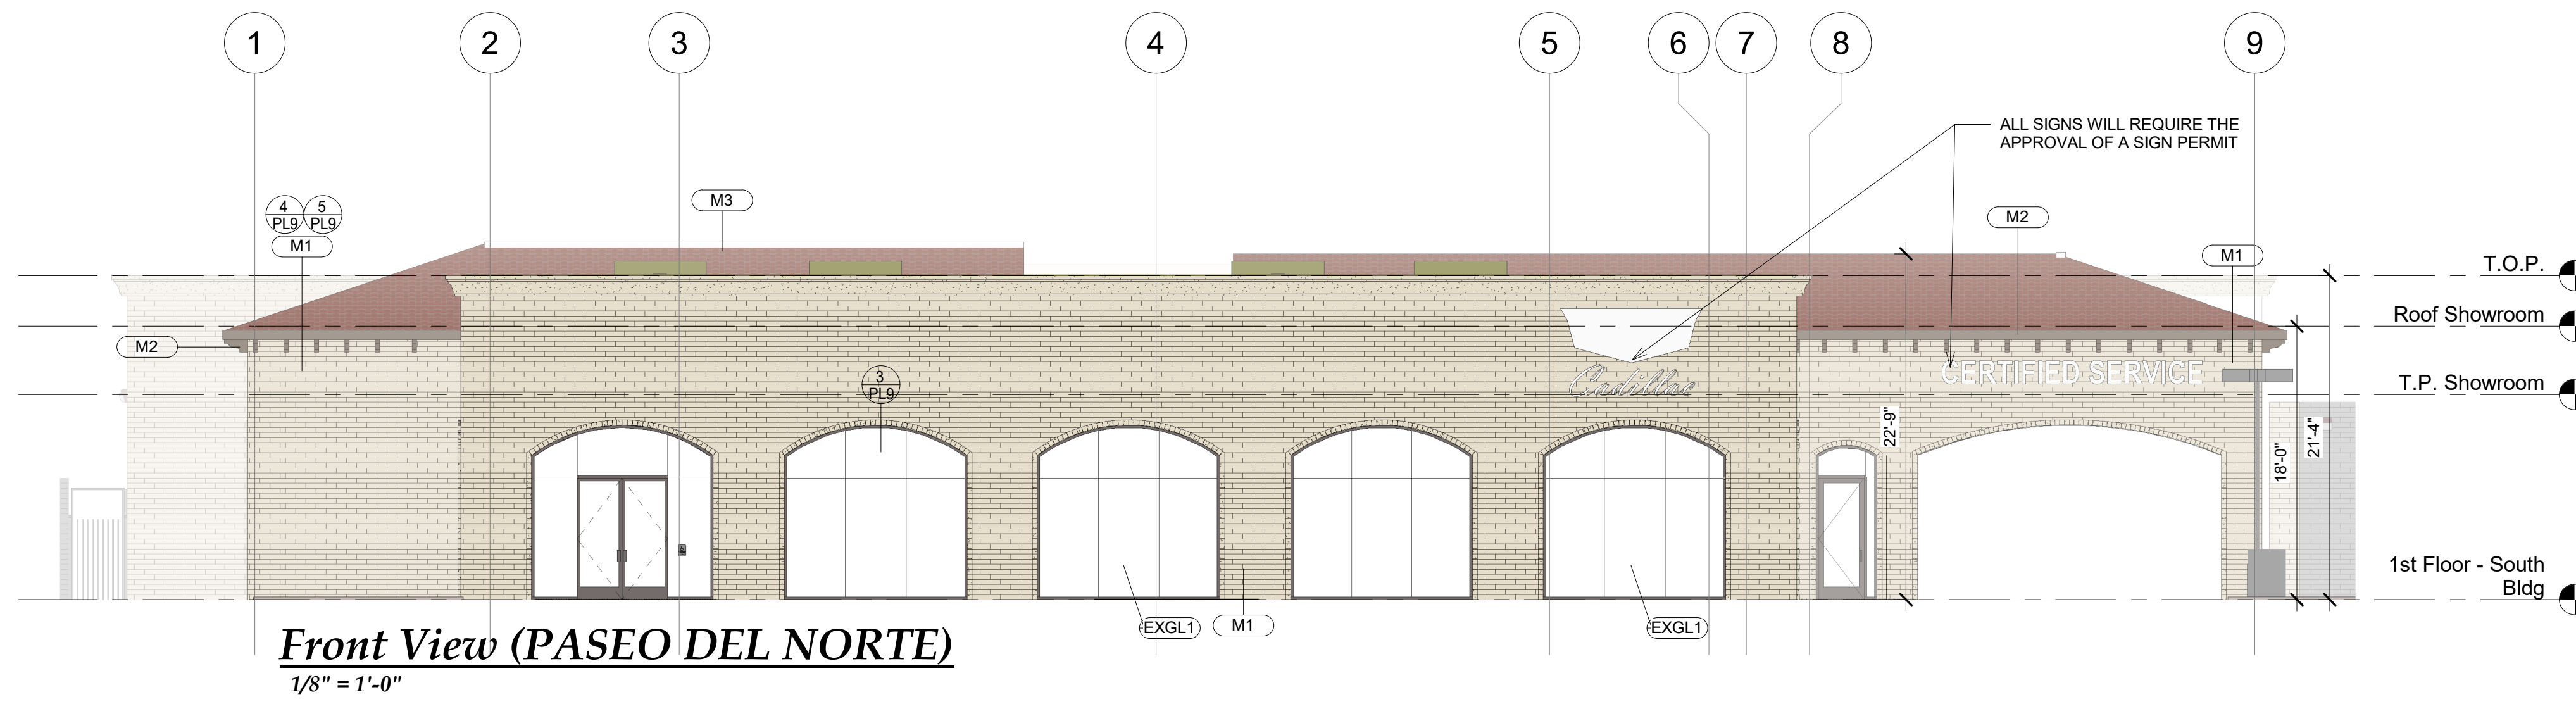 1 2 3 4 5 6 7 8 9
ALL SIGNS WILL REQUIRE THE
APPROVAL OF A SIGN PERMIT
4 5
PL9 PL9
M1
M3
M2
M1
T.O.P.
Roof Showroom
M2
T.P. Showroom
3
PL9
Cadillac
CERTIFIED SERVICE
22'-9"
18'-0"
21'-4"
1st Floor - South
Bldg
EXGL1
M1
EXGL1
Front View (PASEO DEL NORTE)
1/8" = 1'-0"